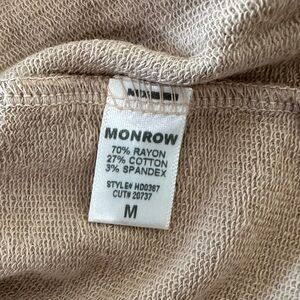 MONROW
70% RAYON
27% COTTON
3% SPANDEX
STYLE# HD0367
CUT# 20737
M